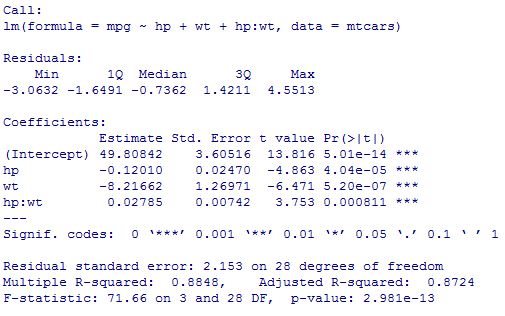 Call:
lm(formula = mpg ~ hp + wt + hp:wt, data = mtcars)
Residuals:
Min 1Q Median 3Q Max
-3.0632 -1.6491 -0.7362 1.4211 4.5513
Coefficients:
Estimate Std. Error t value Pr(>|t|)
(Intercept) 49.80842 3.60516 13.816 5.01e-14 ***
hp -0.12010 0.02470 -4.863 4.04e-05 ***
wt -8.21662 1.26971 -6.471 5.20e-07 ***
hp:wt 0.02785 0.00742 3.753 0.000811 ***
---
Signif. codes: 0 ‘***’ 0.001 ‘**’ 0.01 ‘*’ 0.05 ‘.’ 0.1 ‘ ’ 1
Residual standard error: 2.153 on 28 degrees of freedom
Multiple R-squared: 0.8848, Adjusted R-squared: 0.8724
F-statistic: 71.66 on 3 and 28 DF, p-value: 2.981e-13